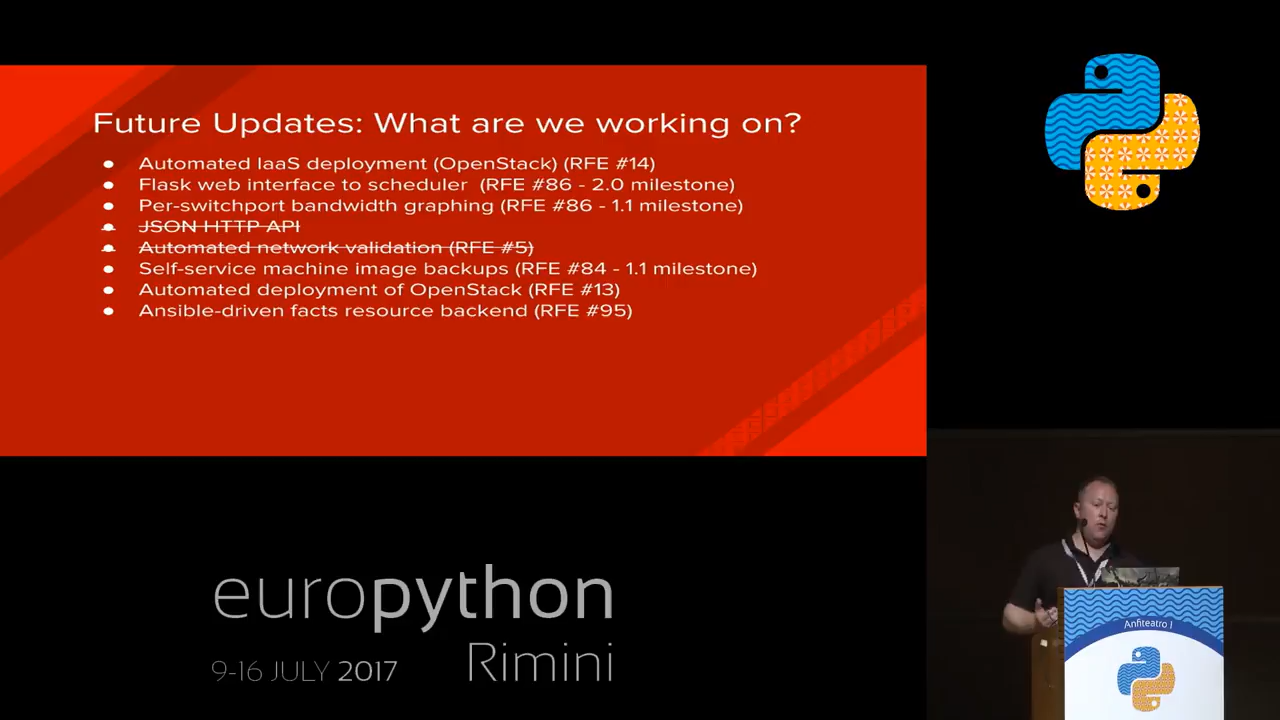 Future Updates: What are we working on?
● Automated IaaS deployment (OpenStack) (RFE #14)
● Flask web interface to scheduler (RFE #86 - 2.0 milestone)
● Per-switchport bandwidth graphing (RFE #86 - 1.1 milestone)
● JSON HTTP API
● Automated network validation (RFE #5)
● Self-service machine image backups (RFE #84 - 1.1 milestone)
● Automated deployment of OpenStack (RFE #13)
● Ansible-driven facts resource backend (RFE #95)
europython
9-16 JULY 2017 Rimini
Anfiteatro 1